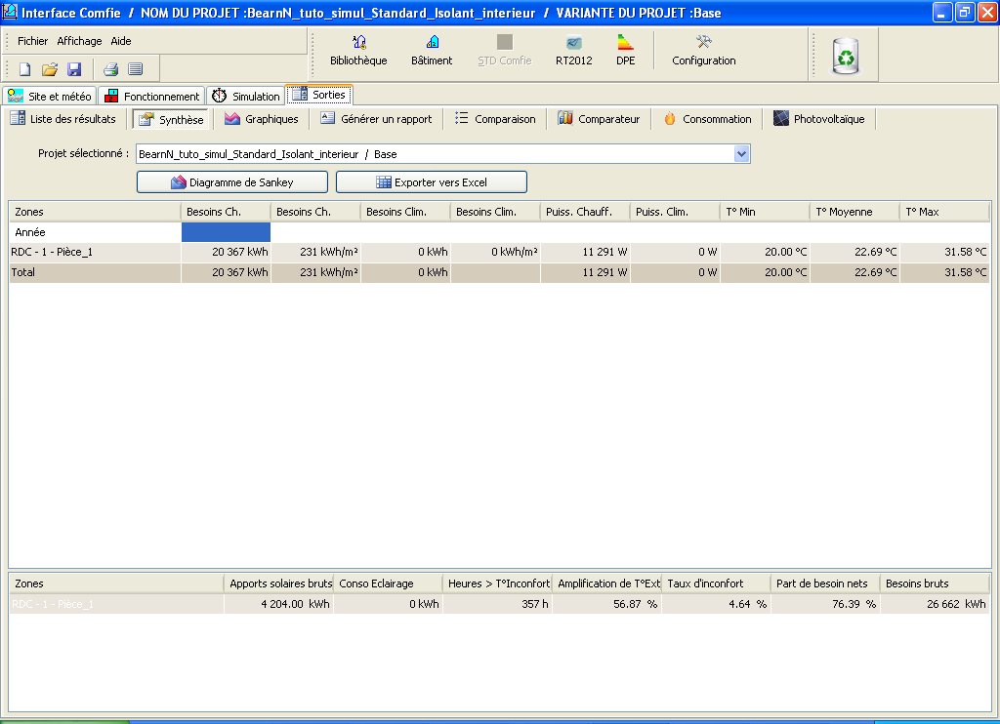 Interface Comfie / NOM DU PROJET :BearnN_tuto_simul_Standard_Isolant_interieur / VARIANTE DU PROJET :Base
Fichier Affichage Aide
Bibliothèque Bâtiment STD Comfie RT2012 DPE Configuration
Site et météo Fonctionnement Simulation Sorties
Liste des résultats Synthèse Graphiques Générer un rapport Comparaison Comparateur Consommation Photovoltaïque
Projet sélectionné : BearnN_tuto_simul_Standard_Isolant_interieur / Base
Diagramme de Sankey Exporter vers Excel
Zones Besoins Ch. Besoins Ch. Besoins Clim. Besoins Clim. Puiss. Chauff. Puiss. Clim. T° Min T° Moyenne T° Max
Année
RDC - 1 - Pièce_1 20 367 kWh 231 kWh/m² 0 kWh 0 kWh/m² 11 291 W 0 W 20.00 °C 22.69 °C 31.58 °C
Total 20 367 kWh 231 kWh/m² 0 kWh 11 291 W 0 W 20.00 °C 22.69 °C 31.58 °C
Zones Apports solaires bruts Conso Eclairage Heures > T°Inconfort Amplification de T°Ext Taux d'inconfort Part de besoin nets Besoins bruts
RDC - 1 - Pièce_1 4 204.00 kWh 0 kWh 357 h 56.87 % 4.64 % 76.39 % 26 662 kWh